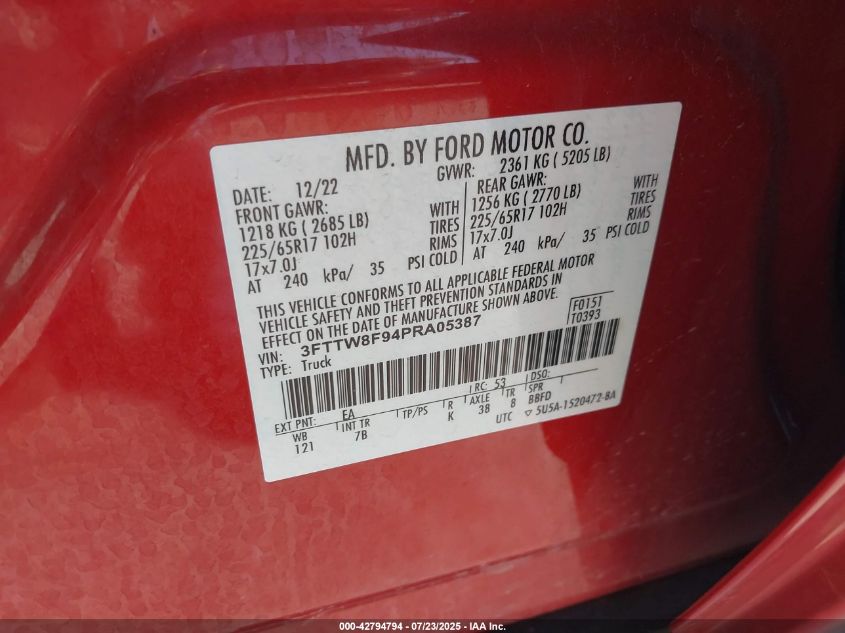 MFD. BY FORD MOTOR CO.
DATE: 12/22
GVWR: 2361 KG ( 5205 LB)
FRONT GAWR:
1218 KG ( 2685 LB) WITH
225/65R17 102H TIRES
17x7.0J RIMS
AT 240 kPa/ 35 PSI COLD
REAR GAWR:
1256 KG ( 2770 LB) WITH
225/65R17 102H TIRES
17x7.0J RIMS
AT 240 kPa/ 35 PSI COLD
THIS VEHICLE CONFORMS TO ALL APPLICABLE FEDERAL MOTOR
VEHICLE SAFETY AND THEFT PREVENTION STANDARDS IN
EFFECT ON THE DATE OF MANUFACTURE SHOWN ABOVE.
VIN: 3FTTW8F94PRA05387
TYPE: Truck
F0151
T0393
EXT PNT: EA RC: 53 DSO:
WB INT TR TP/PS R AXLE TR SPR
121 7B K 38 8 BBFD
UTC ▽ 5U5A-1520472-BA
000-42794794 - 07/23/2025 - IAA Inc.